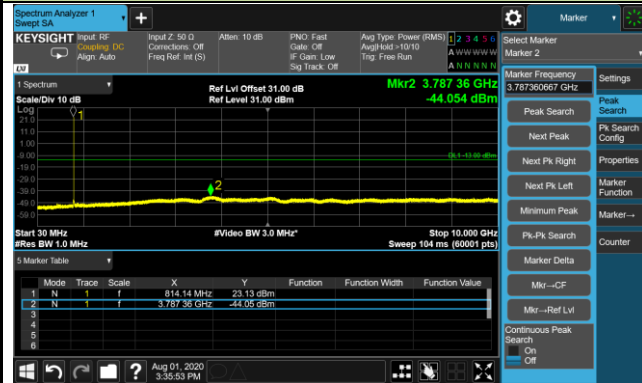 Spectrum Analyzer 1
Swept SA
+
Marker
KEYSIGHT
Input: RF
Coupling: DC
Align: Auto
Input Z: 50 Ω
Corrections: Off
Freq Ref: Int (S)
Atten: 10 dB
PNO: Fast
Gate: Off
IF Gain: Low
Sig Track: Off
Avg Type: Power (RMS)
Avg|Hold >10/10
Trig: Free Run
1 2 3 4 5 6
A W W W W W
A N N N N N
LXI
Select Marker
Marker 2
1 Spectrum
Scale/Div 10 dB
Log
Ref Lvl Offset 31.00 dB
Ref Level 31.00 dBm
Mkr2 3.787 36 GHz
-44.054 dBm
21.0
11.0
1.00
-9.00
-19.0
-29.0
-39.0
-49.0
-59.0
1
2
DL1 -13.00 dBm
Start 30 MHz
#Res BW 1.0 MHz
#Video BW 3.0 MHz*
Stop 10.000 GHz
Sweep 104 ms (60001 pts)
5 Marker Table
Mode Trace Scale X Y Function Function Width Function Value
1 N 1 f 814.14 MHz 23.13 dBm
2 N 1 f 3.787 36 GHz -44.05 dBm
3
4
5
6
Marker Frequency
3.787360667 GHz
Peak Search
Next Peak
Next Pk Right
Next Pk Left
Minimum Peak
Pk-Pk Search
Marker Delta
Mkr→CF
Mkr→Ref Lvl
Continuous Peak
Search
On
Off
Settings
Peak
Search
Pk Search
Config
Properties
Marker
Function
Marker→
Counter
?
Aug 01, 2020
3:35:53 PM